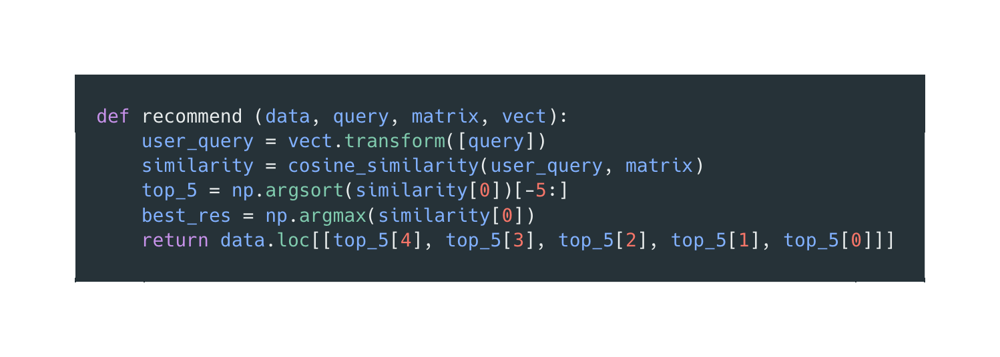 def recommend (data, query, matrix, vect):
    user_query = vect.transform([query])
    similarity = cosine_similarity(user_query, matrix)
    top_5 = np.argsort(similarity[0])[-5:]
    best_res = np.argmax(similarity[0])
    return data.loc[[top_5[4], top_5[3], top_5[2], top_5[1], top_5[0]]]